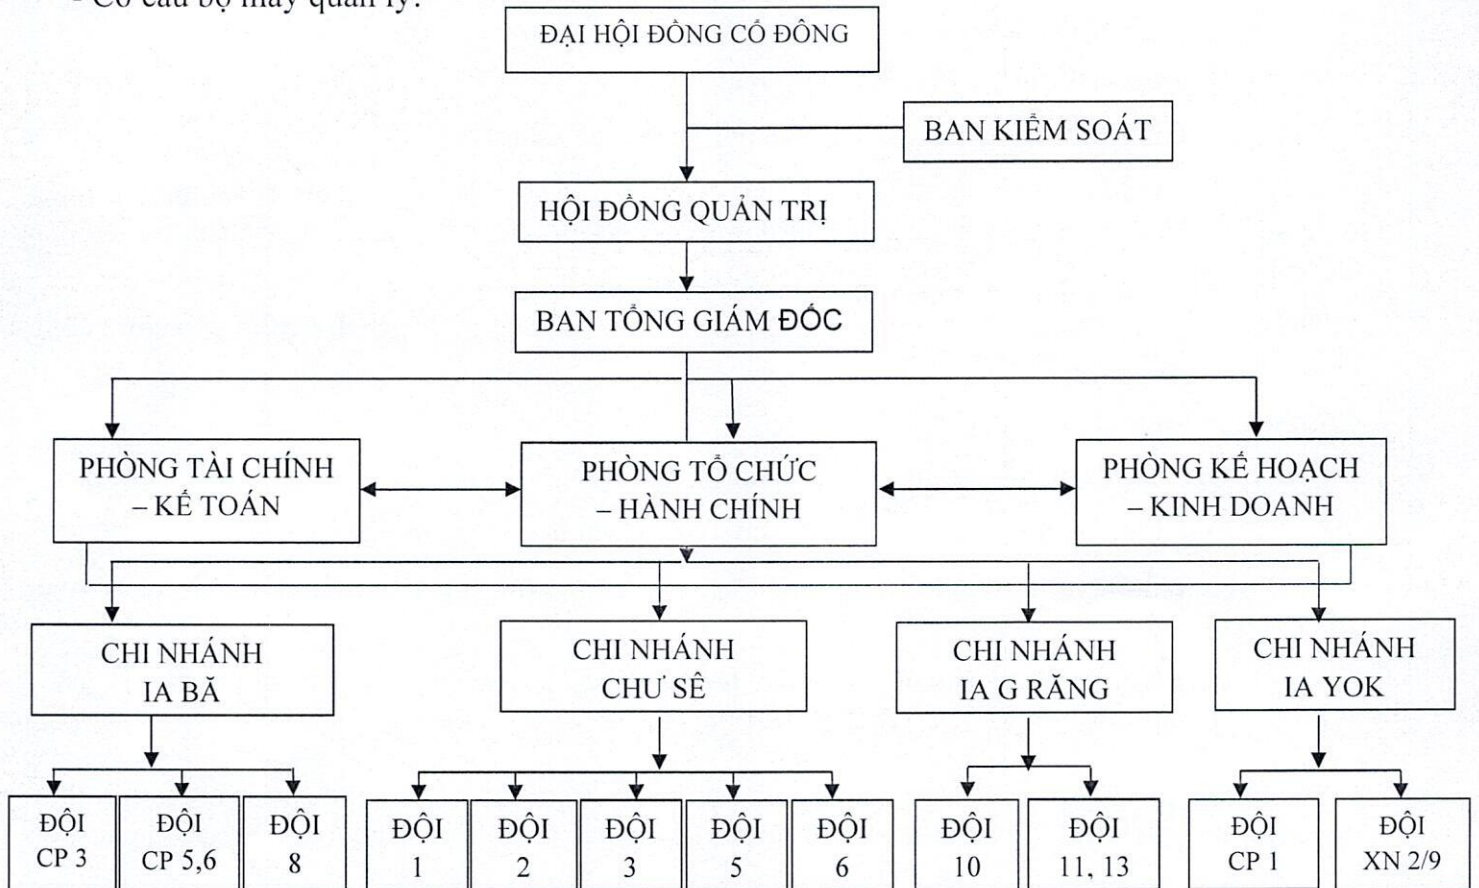 - Cơ cấu bộ máy quản lý:
ĐẠI HỘI ĐỒNG CỔ ĐÔNG
BAN KIỂM SOÁT
HỘI ĐỒNG QUẢN TRỊ
BAN TỔNG GIÁM ĐỐC
PHÒNG TÀI CHÍNH
– KẾ TOÁN
PHÒNG TỔ CHỨC
– HÀNH CHÍNH
PHÒNG KẾ HOẠCH
– KINH DOANH
CHI NHÁNH
IA BĂ
CHI NHÁNH
CHƯ SÊ
CHI NHÁNH
IA G RĂNG
CHI NHÁNH
IA YOK
ĐỘI
CP 3
ĐỘI
CP 5,6
ĐỘI
8
ĐỘI
1
ĐỘI
2
ĐỘI
3
ĐỘI
5
ĐỘI
6
ĐỘI
10
ĐỘI
11, 13
ĐỘI
CP 1
ĐỘI
XN 2/9